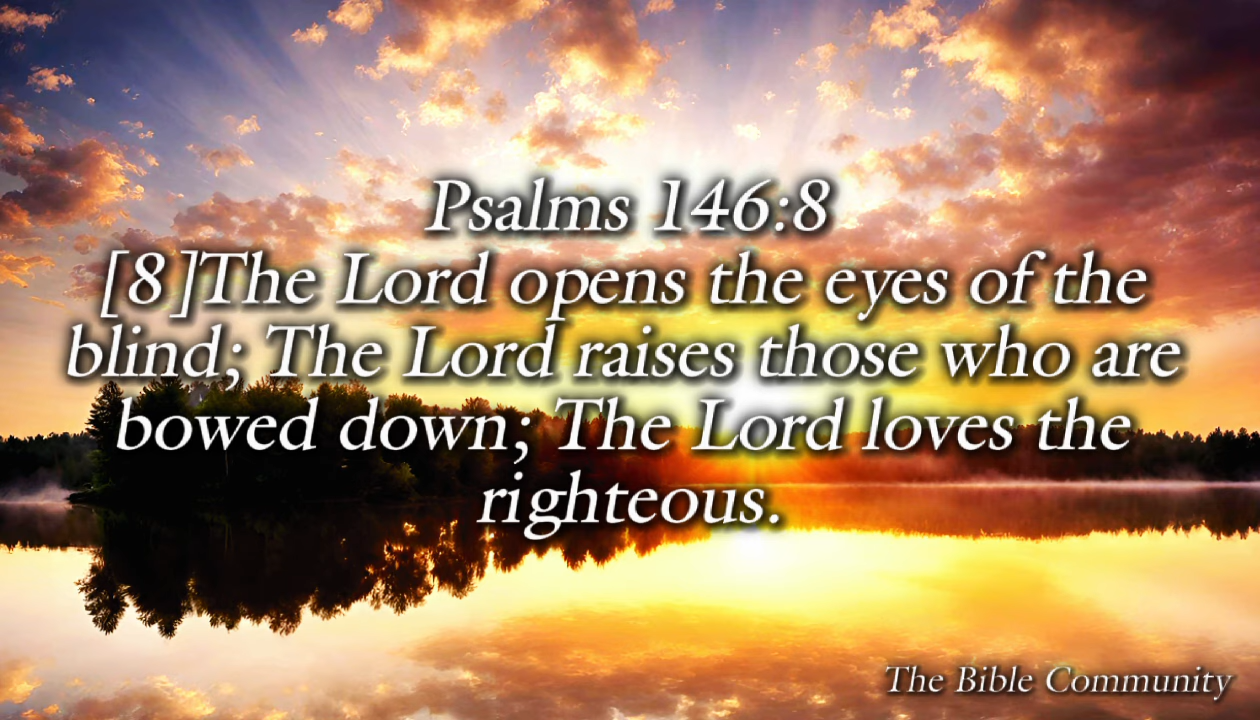 Psalms 146:8
[8]The Lord opens the eyes of the
blind; The Lord raises those who are
bowed down; The Lord loves the
righteous.
The Bible Community